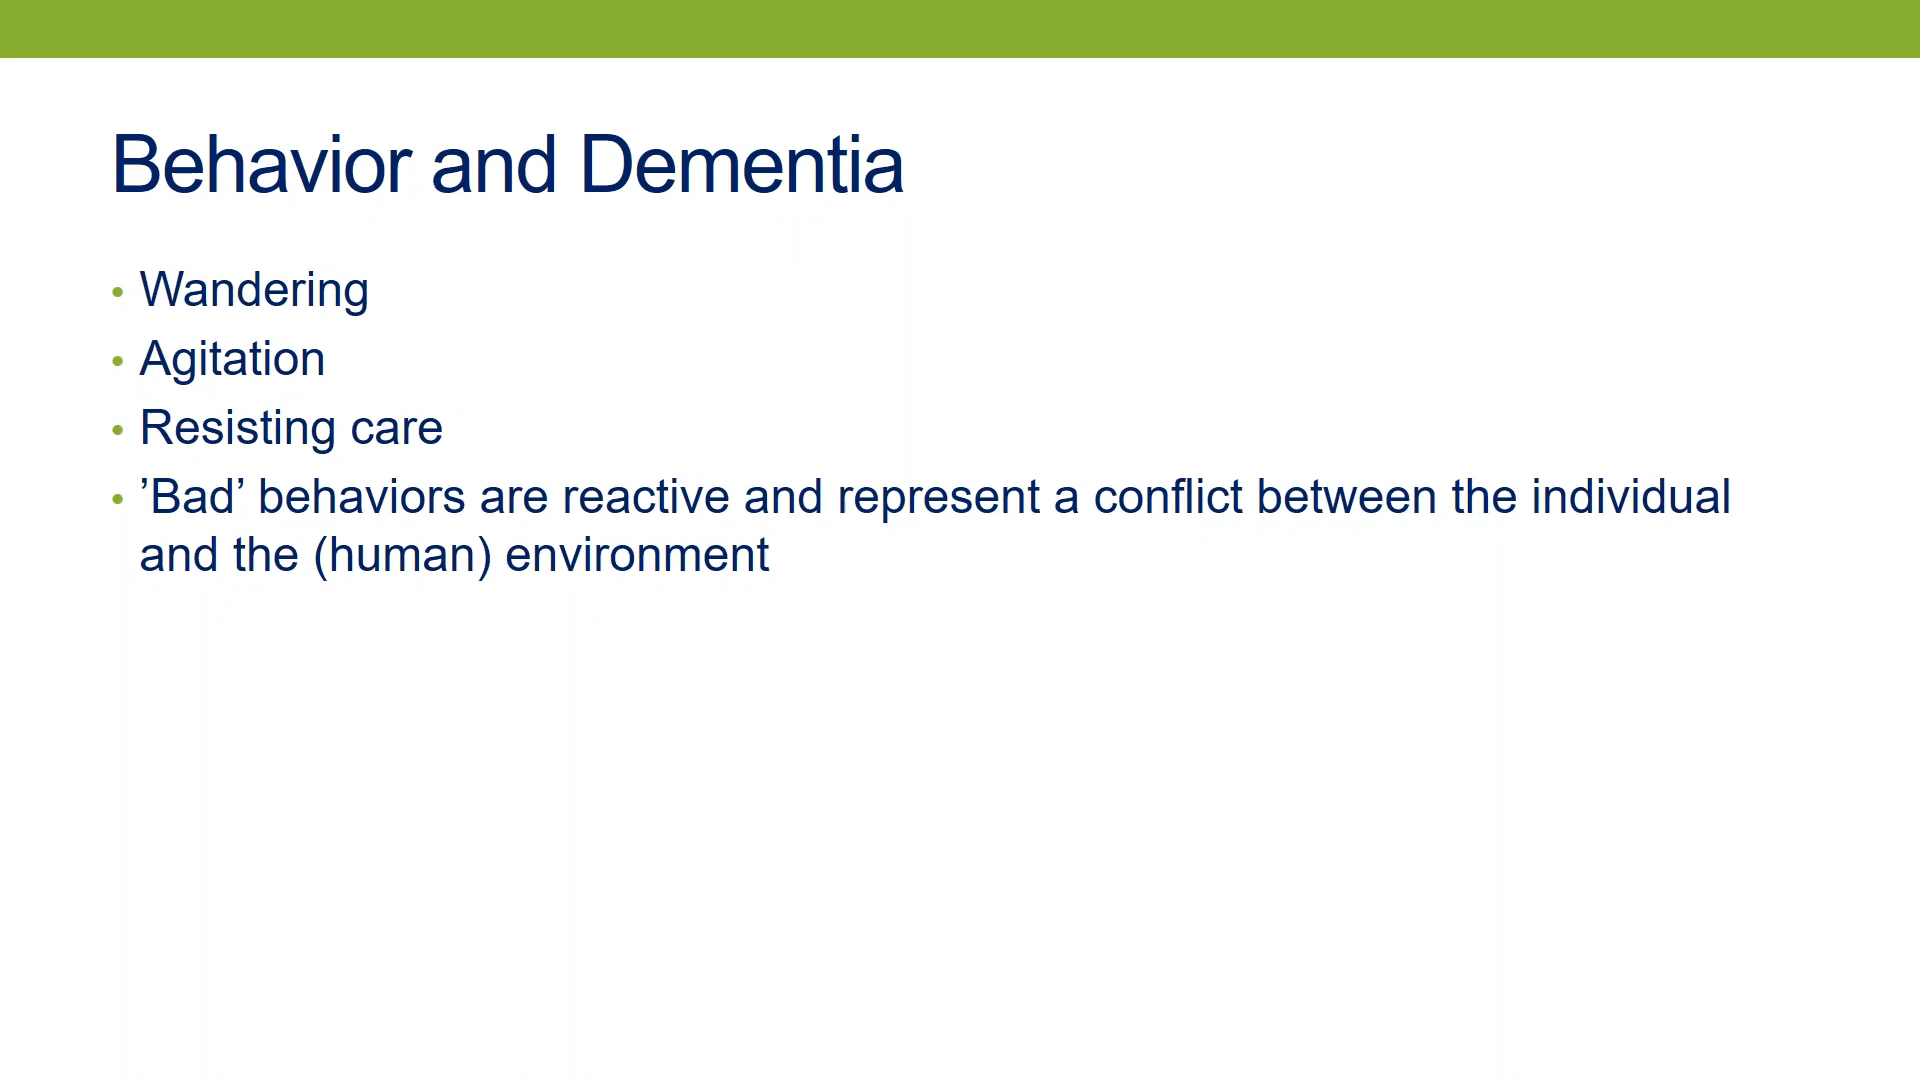 Behavior and Dementia
• Wandering
• Agitation
• Resisting care
• ’Bad’ behaviors are reactive and represent a conflict between the individual
and the (human) environment